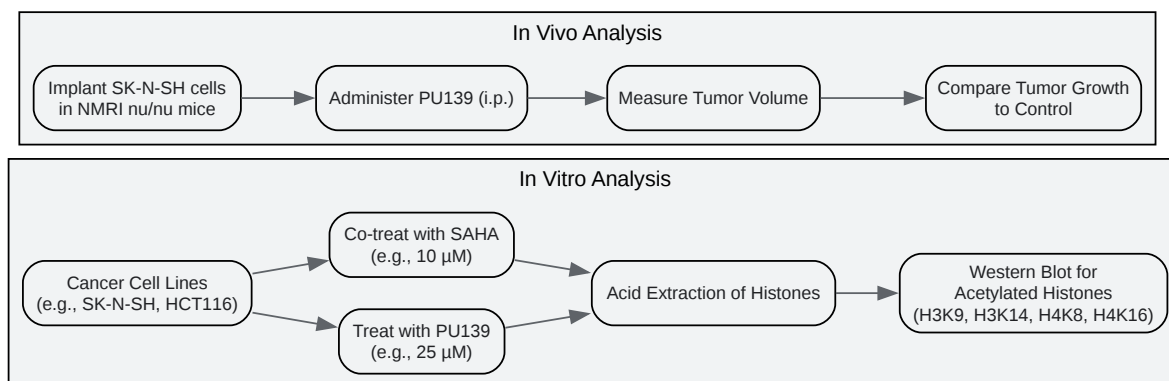 In Vivo Analysis
Implant SK-N-SH cells
in NMRI nu/nu mice
Administer PU139 (i.p.)
Measure Tumor Volume
Compare Tumor Growth
to Control
In Vitro Analysis
Cancer Cell Lines
(e.g., SK-N-SH, HCT116)
Co-treat with SAHA
(e.g., 10 µM)
Treat with PU139
(e.g., 25 µM)
Acid Extraction of Histones
Western Blot for
Acetylated Histones
(H3K9, H3K14, H4K8, H4K16)